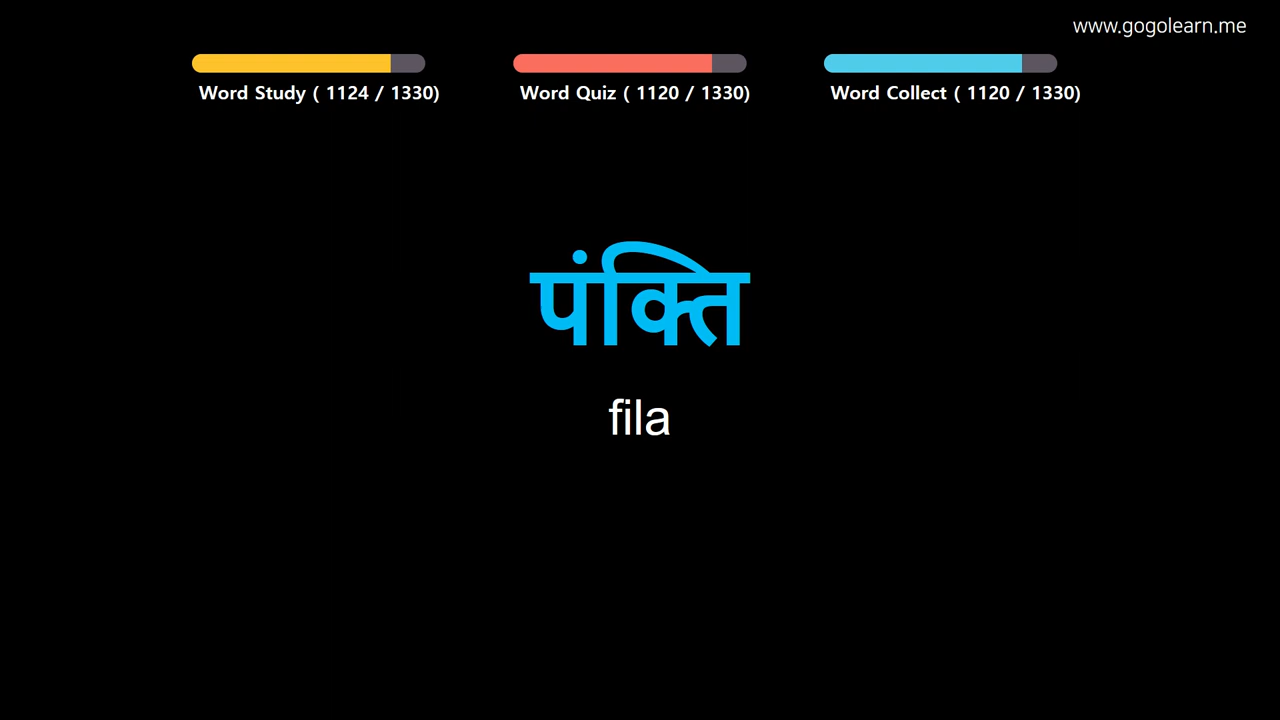 www.gogolearn.me
Word Study ( 1124 / 1330)
Word Quiz ( 1120 / 1330)
Word Collect ( 1120 / 1330)
पंक्ति
fila